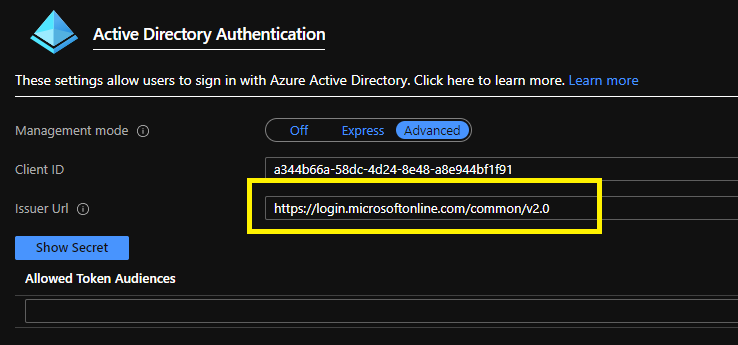 Active Directory Authentication
These settings allow users to sign in with Azure Active Directory. Click here to learn more. Learn more
Management mode Off Express Advanced
Client ID a344b66a-58dc-4d24-8e48-a8e944bf1f91
Issuer Url https://login.microsoftonline.com/common/v2.0
Show Secret
Allowed Token Audiences